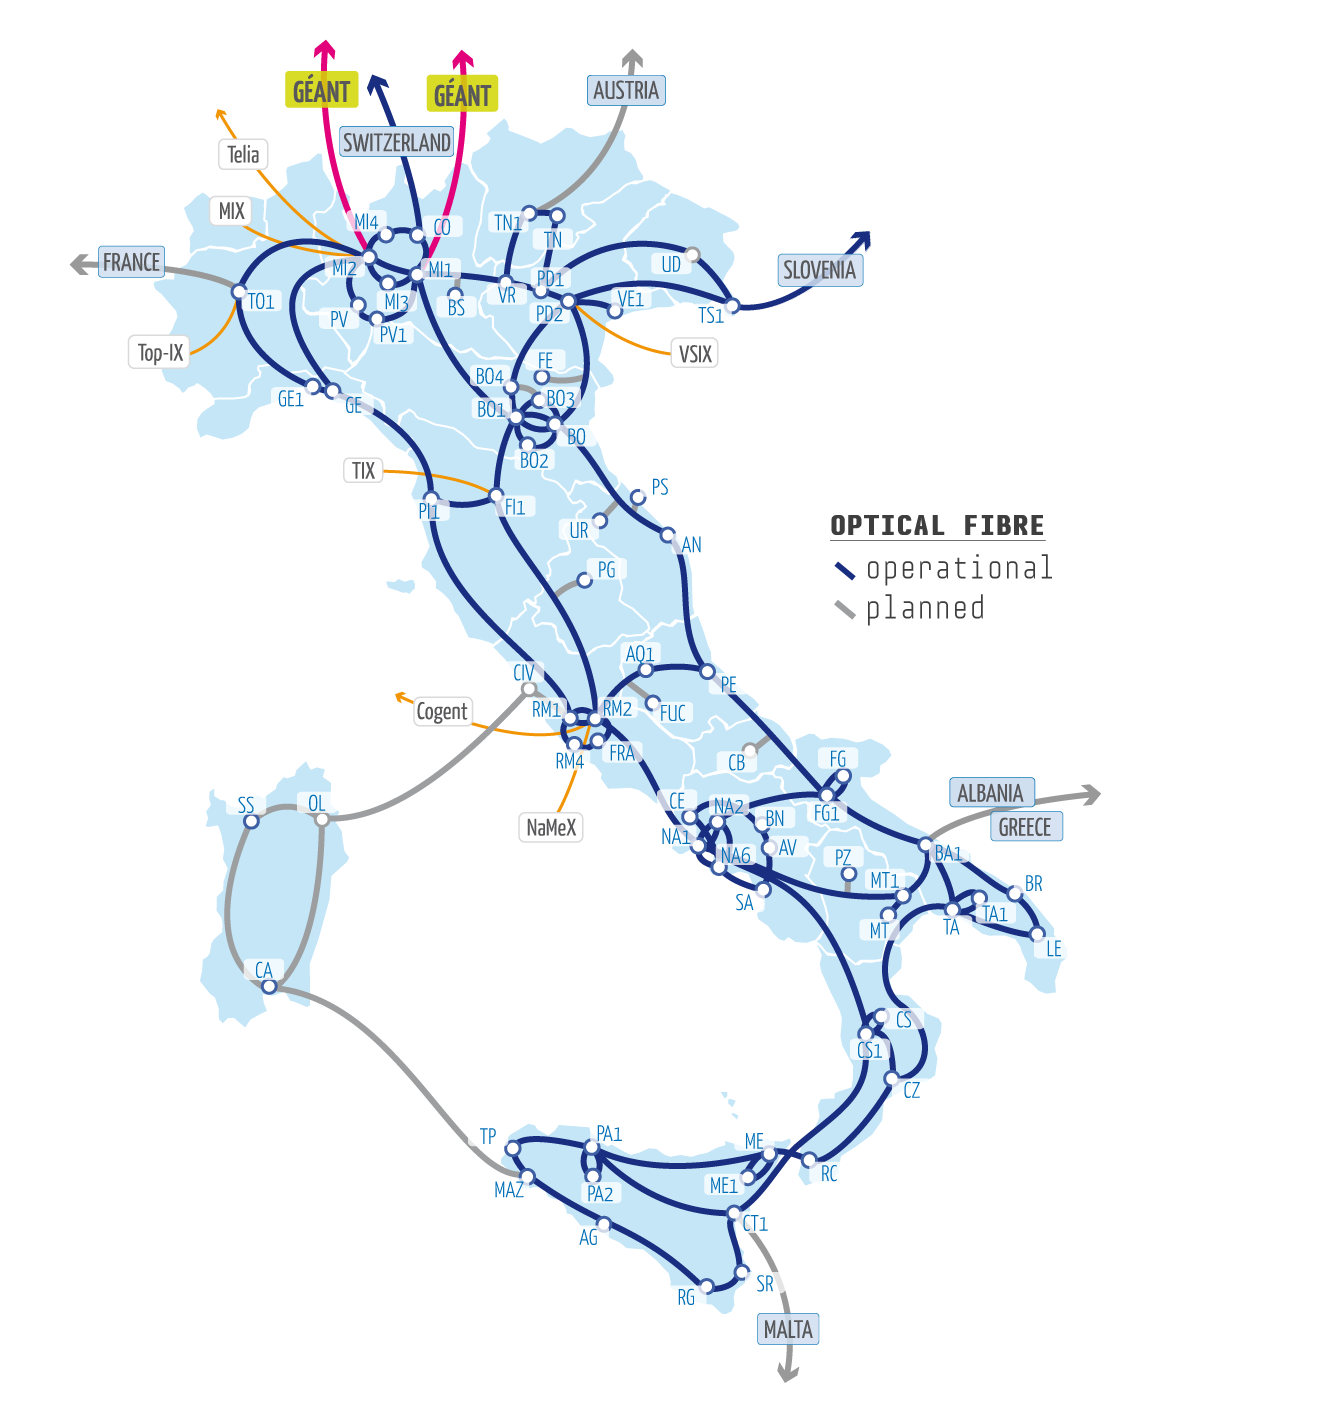 GÉANT
GÉANT
AUSTRIA
SWITZERLAND
Telia
MIX
MI4
CO
TN1
TN
FRANCE
MI2
MI1
UD
SLOVENIA
TO1
MI3
BS
VR
PD1
PD2
VE1
TS1
PV
PV1
Top-IX
VSIX
FE
BO4
BO3
GE1
GE
BO1
BO
BO2
TIX
PS
PI1
FI1
UR
AN
OPTICAL FIBRE
operational
planned
PG
AQ1
CIV
PE
Cogent
RM1
RM2
FUC
RM4
FRA
CB
FG
ALBANIA
SS
OL
CE
NA2
BN
FG1
GREECE
NaMeX
NA1
NA6
AV
PZ
BA1
MT1
BR
SA
MT
TA
TA1
LE
CA
CS
CS1
CZ
TP
PA1
ME
RC
MAZ
PA2
ME1
AG
CT1
SR
RG
MALTA